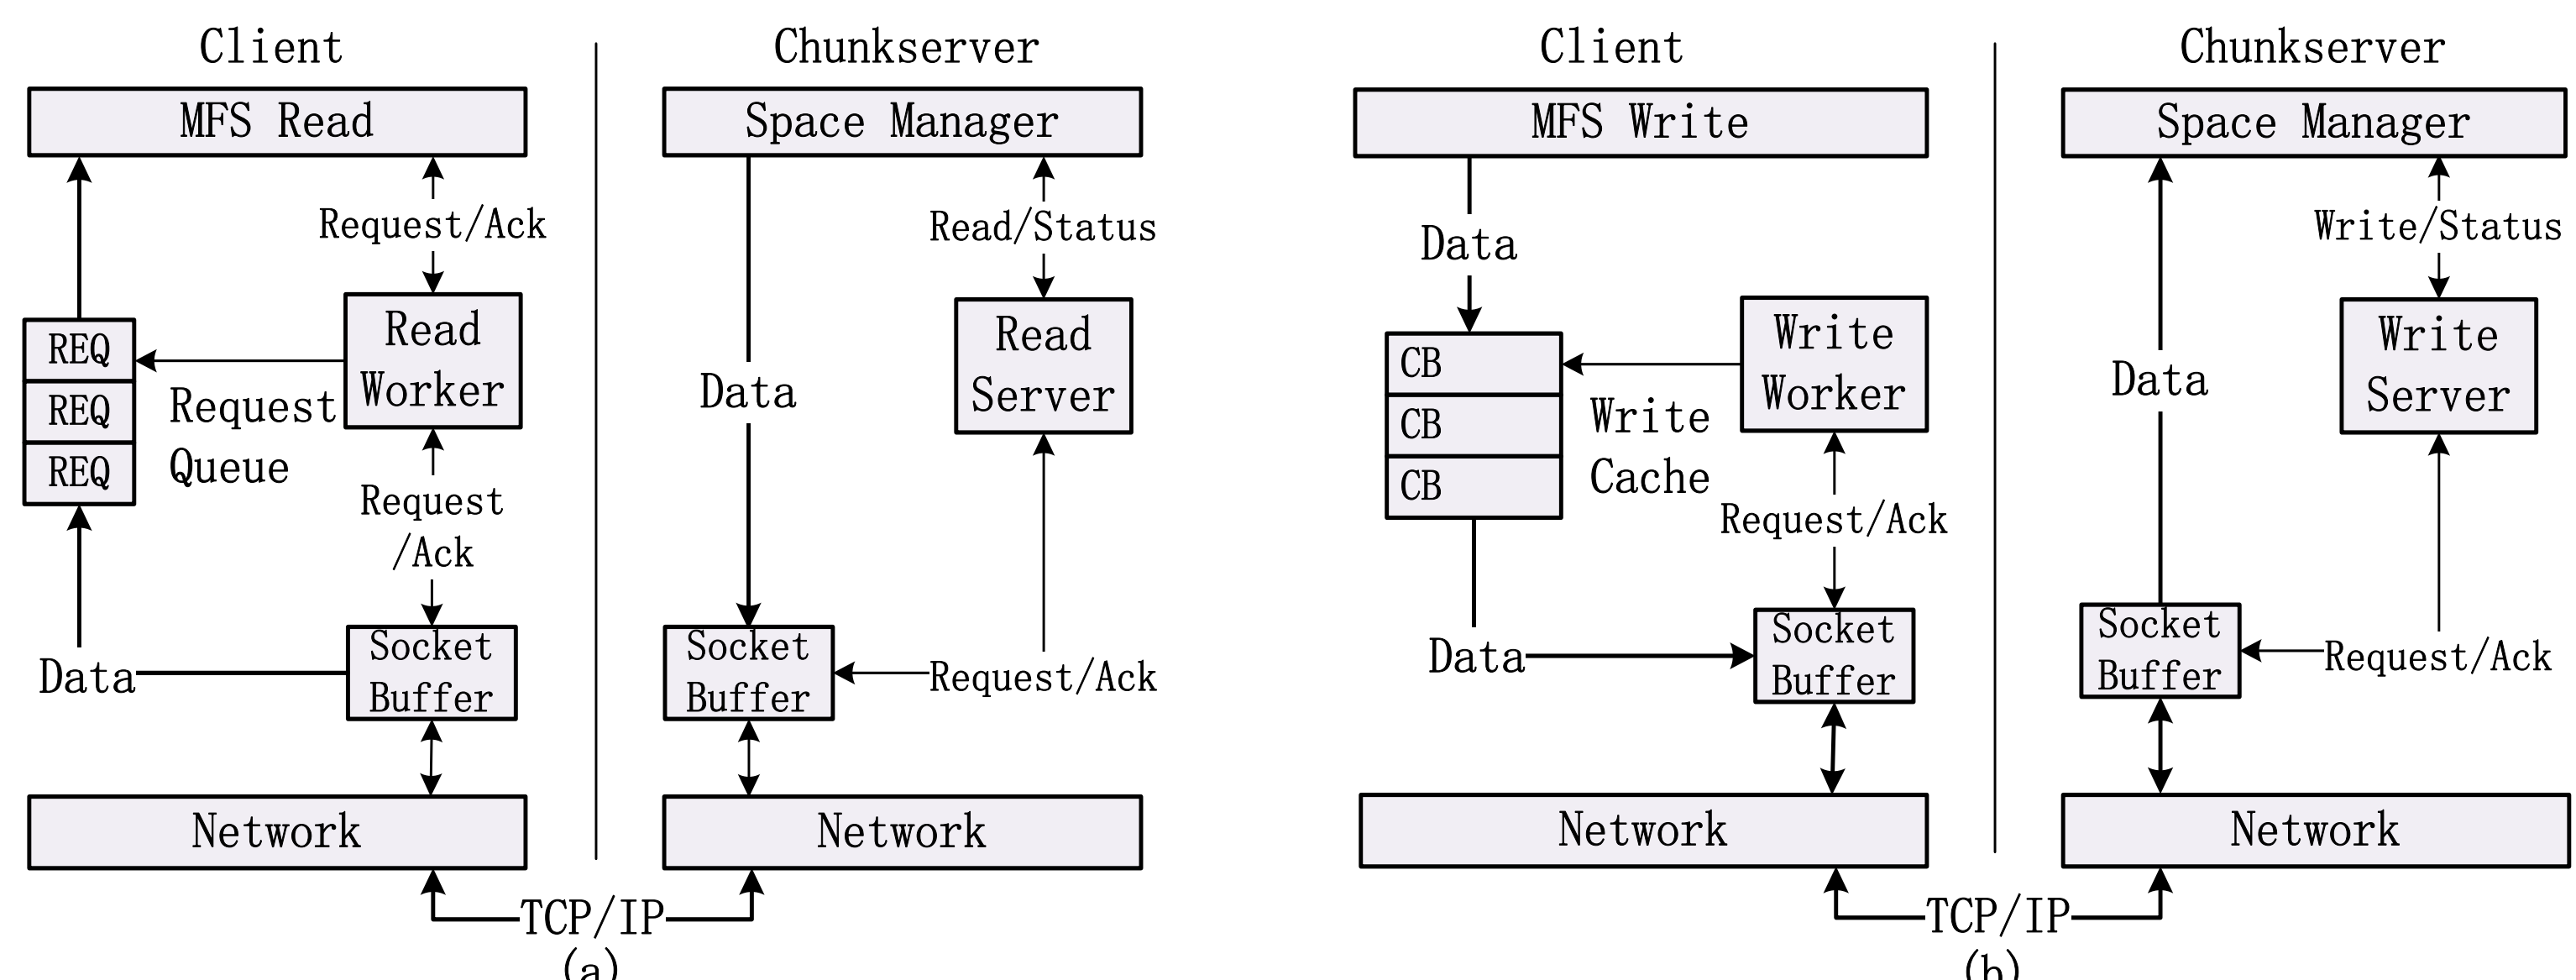 Client
Chunkserver
MFS Read
Space Manager
Request/Ack
Read/Status
REQ
REQ
REQ
Request
Queue
Read
Worker
Data
Read
Server
Request
/Ack
Data
Socket
Buffer
Socket
Buffer
Request/Ack
Network
Network
TCP/IP
(a)
Client
Chunkserver
MFS Write
Space Manager
Data
Write/Status
CB
CB
CB
Write
Cache
Write
Worker
Data
Write
Server
Request/Ack
Data
Socket
Buffer
Socket
Buffer
Request/Ack
Network
Network
TCP/IP
(b)